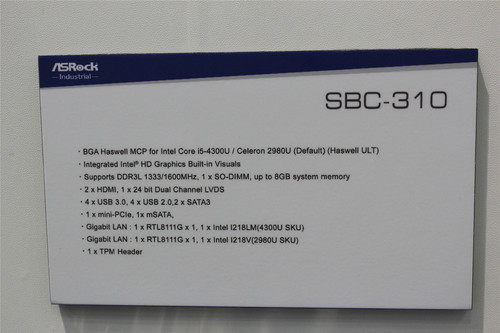 ASRock
Industrial
SBC-310
· BGA Haswell MCP for Intel Core i5-4300U / Celeron 2980U (Default) (Haswell ULT)
· Integrated Intel® HD Graphics Built-in Visuals
· Supports DDR3L 1333/1600MHz, 1 x SO-DIMM, up to 8GB system memory
· 2 x HDMI, 1 x 24 bit Dual Channel LVDS
· 4 x USB 3.0, 4 x USB 2.0,2 x SATA3
· 1 x mini-PCIe, 1x mSATA,
· Gigabit LAN : 1 x RTL8111G x 1, 1 x Intel I218LM(4300U SKU)
· Gigabit LAN : 1 x RTL8111G x 1, 1 x Intel I218V(2980U SKU)
· 1 x TPM Header